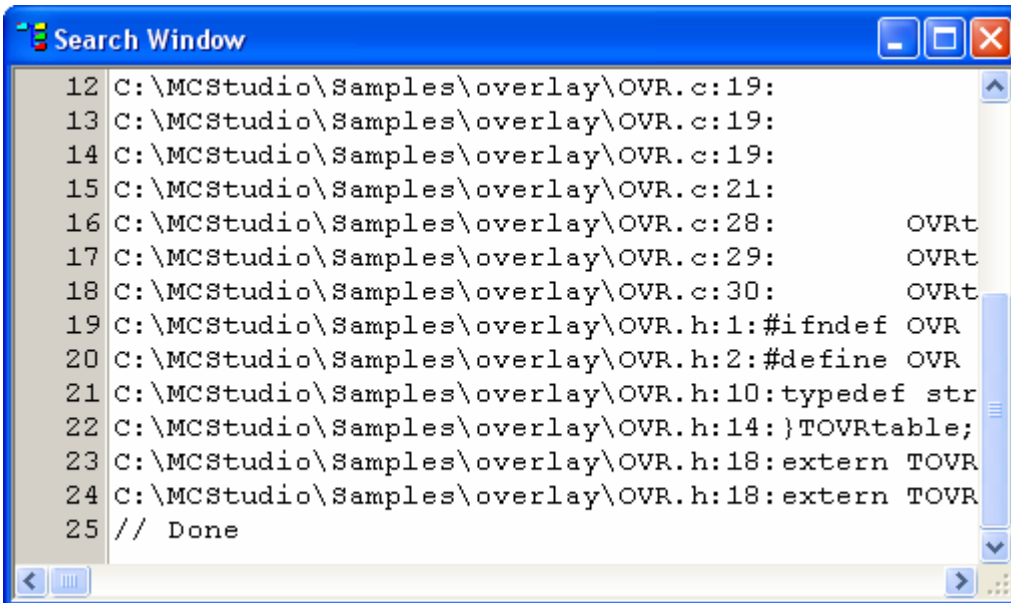 Search Window
12 C:\MCStudio\Samples\overlay\OVR.c:19:
13 C:\MCStudio\Samples\overlay\OVR.c:19:
14 C:\MCStudio\Samples\overlay\OVR.c:19:
15 C:\MCStudio\Samples\overlay\OVR.c:21:
16 C:\MCStudio\Samples\overlay\OVR.c:28: OVRt
17 C:\MCStudio\Samples\overlay\OVR.c:29: OVRt
18 C:\MCStudio\Samples\overlay\OVR.c:30: OVRt
19 C:\MCStudio\Samples\overlay\OVR.h:1:#ifndef OVR
20 C:\MCStudio\Samples\overlay\OVR.h:2:#define OVR
21 C:\MCStudio\Samples\overlay\OVR.h:10:typedef str
22 C:\MCStudio\Samples\overlay\OVR.h:14:}TOVRtable;
23 C:\MCStudio\Samples\overlay\OVR.h:18:extern TOVR
24 C:\MCStudio\Samples\overlay\OVR.h:18:extern TOVR
25 // Done